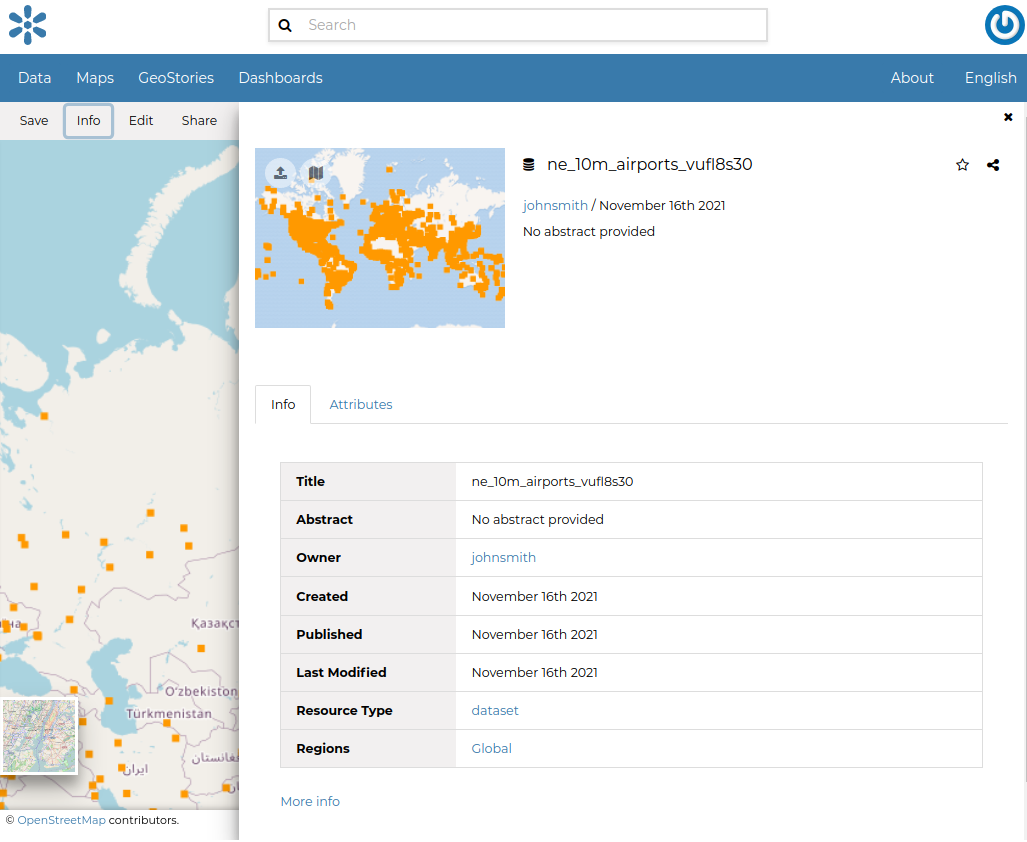 Search
Data Maps GeoStories Dashboards About English
Save Info Edit Share
ne_10m_airports_vufl8s30
johnsmith / November 16th 2021
No abstract provided
Info Attributes
Title ne_10m_airports_vufl8s30
Abstract No abstract provided
Owner johnsmith
Created November 16th 2021
Published November 16th 2021
Last Modified November 16th 2021
Resource Type dataset
Regions Global
More info
O'zbekiston
Türkmenistan
ایران
© OpenStreetMap contributors.